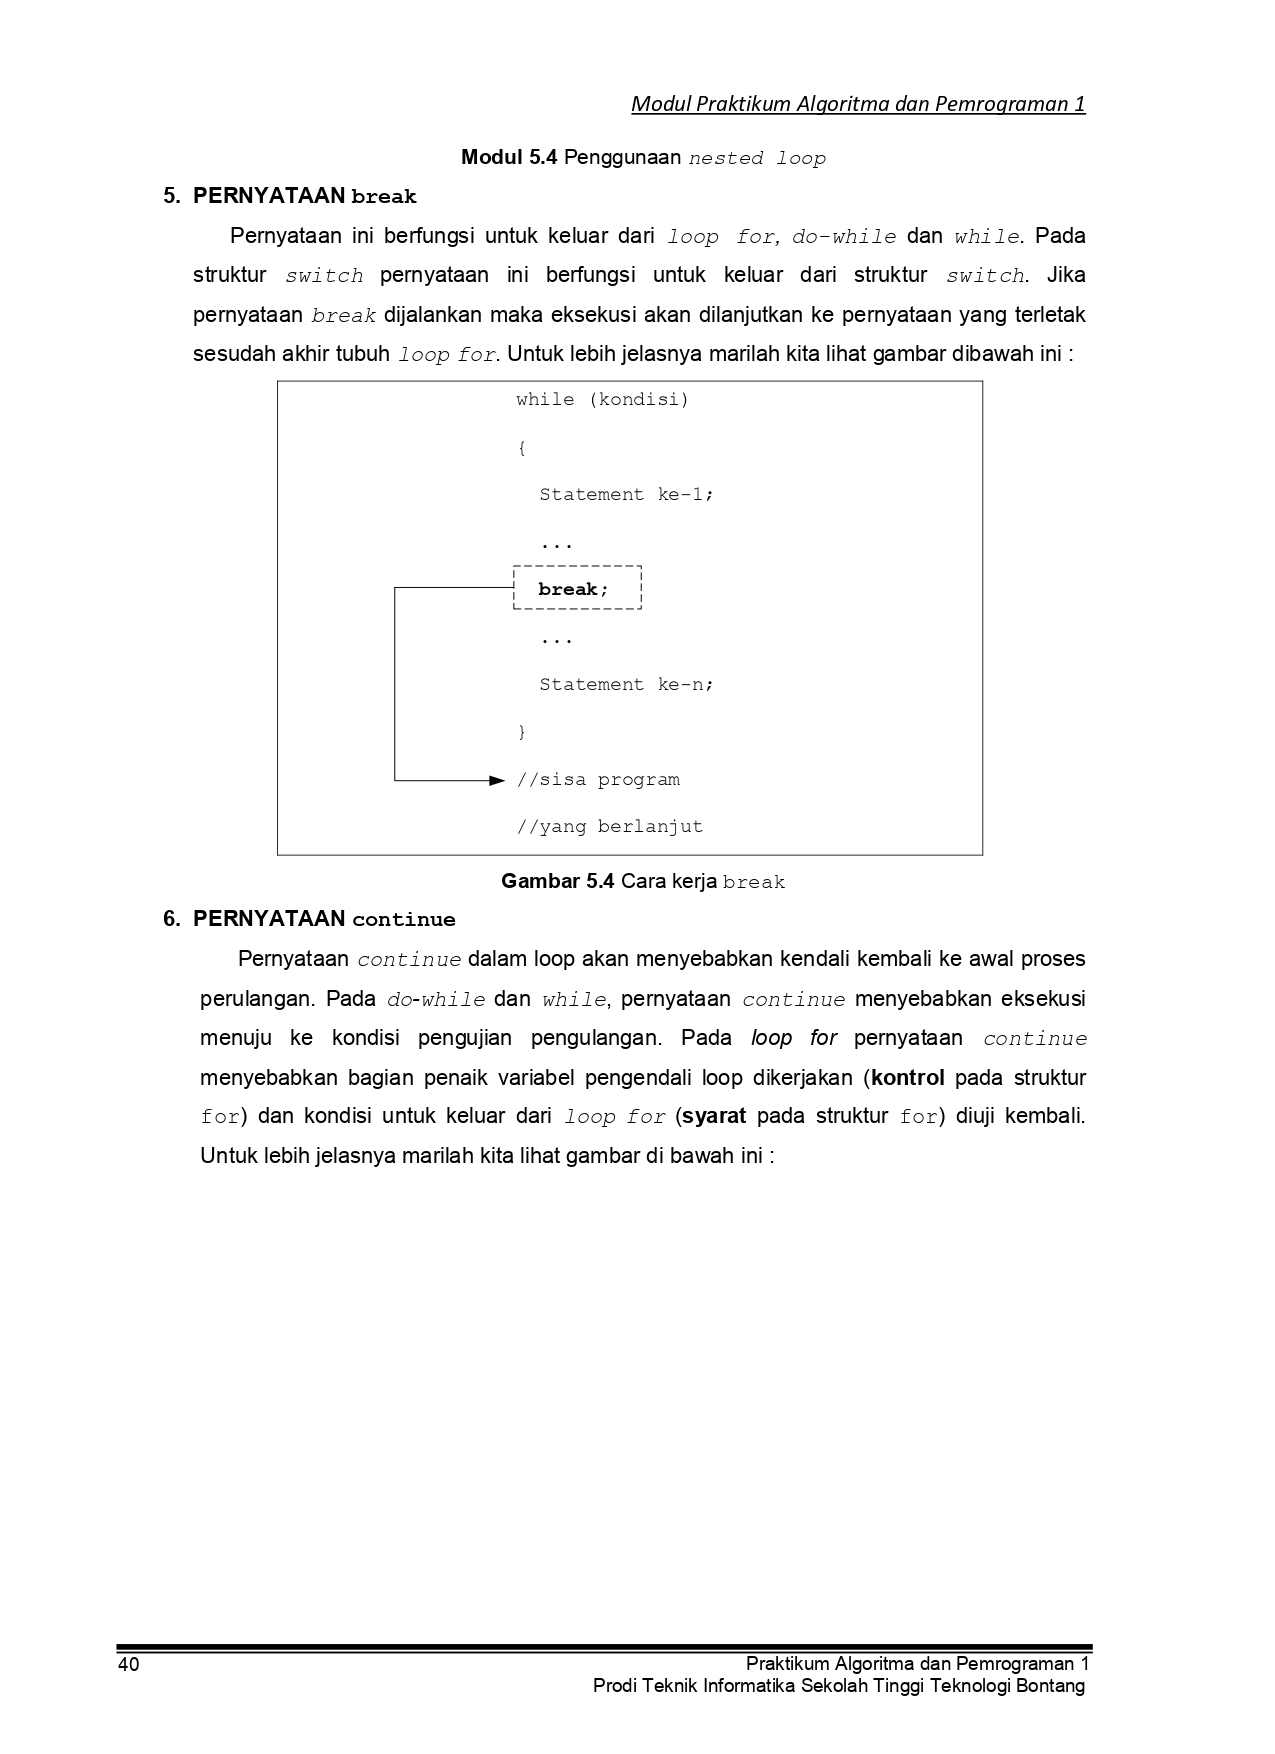 Modul Praktikum Algoritma dan Pemrograman 1
Modul 5.4 Penggunaan nested loop
5. PERNYATAAN break
Pernyataan ini berfungsi untuk keluar dari loop for, do-while dan while. Pada
struktur switch pernyataan ini berfungsi untuk keluar dari struktur switch. Jika
pernyataan break dijalankan maka eksekusi akan dilanjutkan ke pernyataan yang terletak
sesudah akhir tubuh loop for. Untuk lebih jelasnya marilah kita lihat gambar dibawah ini :
while (kondisi)
{
Statement ke-1;
...
break;
...
Statement ke-n;
}
//sisa program
//yang berlanjut
Gambar 5.4 Cara kerja break
6. PERNYATAAN continue
Pernyataan continue dalam loop akan menyebabkan kendali kembali ke awal proses
perulangan. Pada do-while dan while, pernyataan continue menyebabkan eksekusi
menuju ke kondisi pengujian pengulangan. Pada loop for pernyataan continue
menyebabkan bagian penaik variabel pengendali loop dikerjakan (kontrol pada struktur
for) dan kondisi untuk keluar dari loop for (syarat pada struktur for) diuji kembali.
Untuk lebih jelasnya marilah kita lihat gambar di bawah ini :
40
Praktikum Algoritma dan Pemrograman 1
Prodi Teknik Informatika Sekolah Tinggi Teknologi Bontang